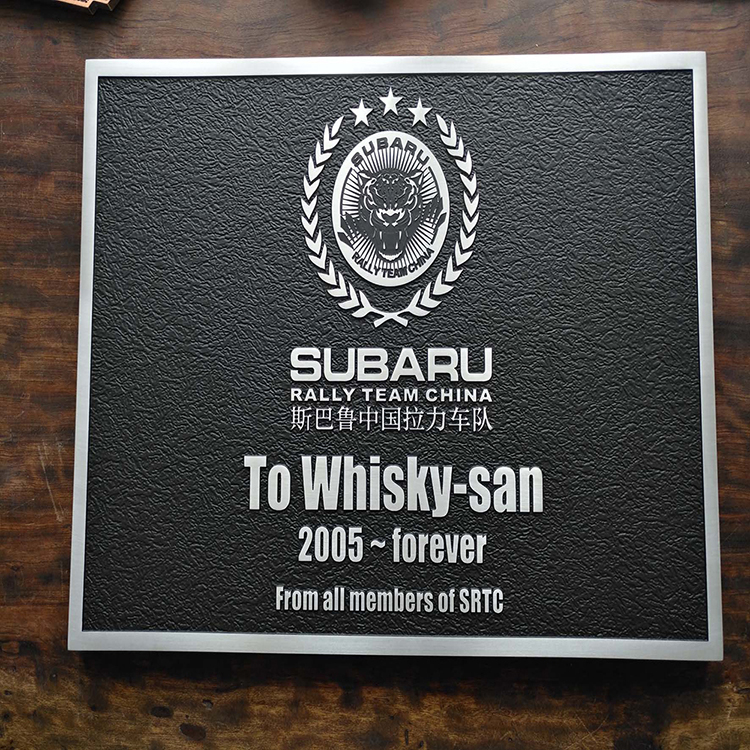 SUBARU
RALLY TEAM CHINA
SUBARU
RALLY TEAM CHINA
斯巴鲁中国拉力车队
To Whisky-san
2005 ~ forever
From all members of SRTC